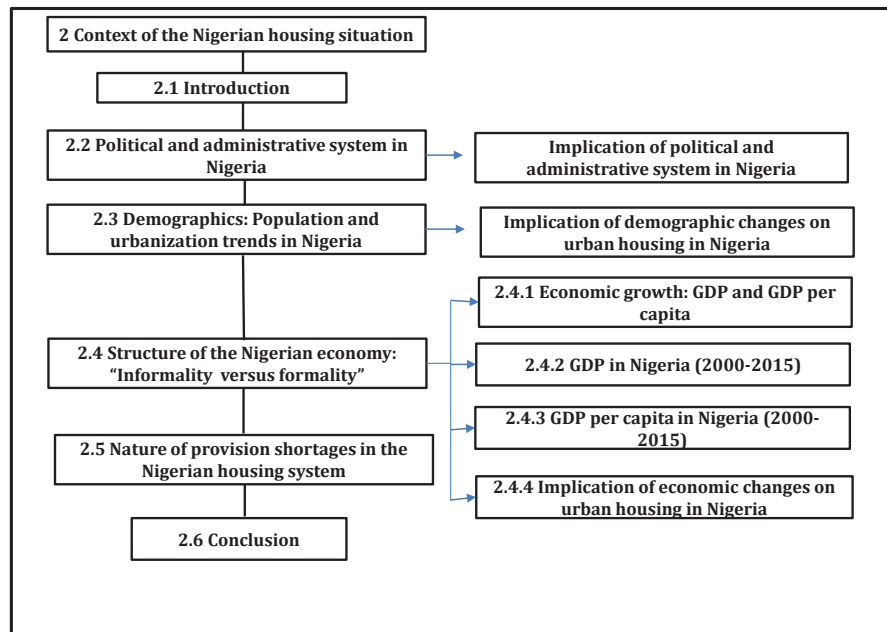 2 Context of the Nigerian housing situation
2.1 Introduction
2.2 Political and administrative system in
Nigeria
Implication of political and
administrative system in Nigeria
2.3 Demographics: Population and
urbanization trends in Nigeria
Implication of demographic changes on
urban housing in Nigeria
2.4 Structure of the Nigerian economy:
“Informality versus formality”
2.4.1 Economic growth: GDP and GDP per
capita
2.4.2 GDP in Nigeria (2000-2015)
2.4.3 GDP per capita in Nigeria (2000-
2015)
2.4.4 Implication of economic changes on
urban housing in Nigeria
2.5 Nature of provision shortages in the
Nigerian housing system
2.6 Conclusion